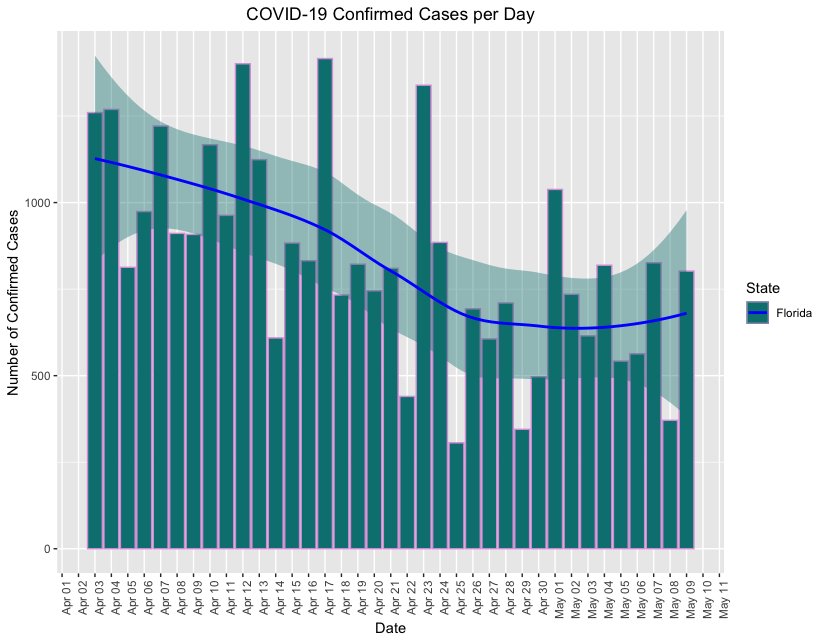 COVID-19 Confirmed Cases per Day
Number of Confirmed Cases
1000
500
0
Apr 01
Apr 02
Apr 03
Apr 04
Apr 05
Apr 06
Apr 07
Apr 08
Apr 09
Apr 10
Apr 11
Apr 12
Apr 13
Apr 14
Apr 15
Apr 16
Apr 17
Apr 18
Apr 19
Apr 20
Apr 21
Apr 22
Apr 23
Apr 24
Apr 25
Apr 26
Apr 27
Apr 28
Apr 29
Apr 30
May 01
May 02
May 03
May 04
May 05
May 06
May 07
May 08
May 09
May 10
May 11
Date
State
Florida